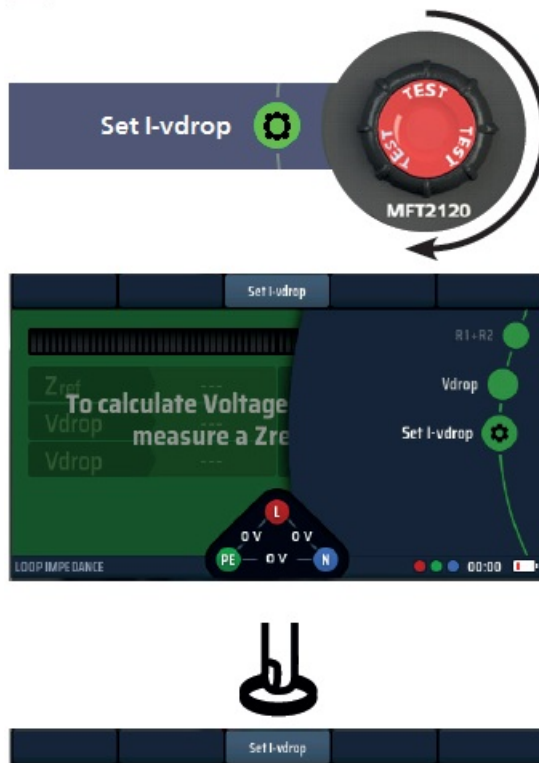 Set I-vdrop
TEST
TEST
TEST
MFT2120
Set I-vdrop
R1+R2
Zref ---
Vdrop
To calculate Voltage
Vdrop ---
measure a Zre
Set I-vdrop
Vdrop ---
L
0 V 0 V
PE 0 V N
LOOP IMPEDANCE
00:00
Set I-vdrop